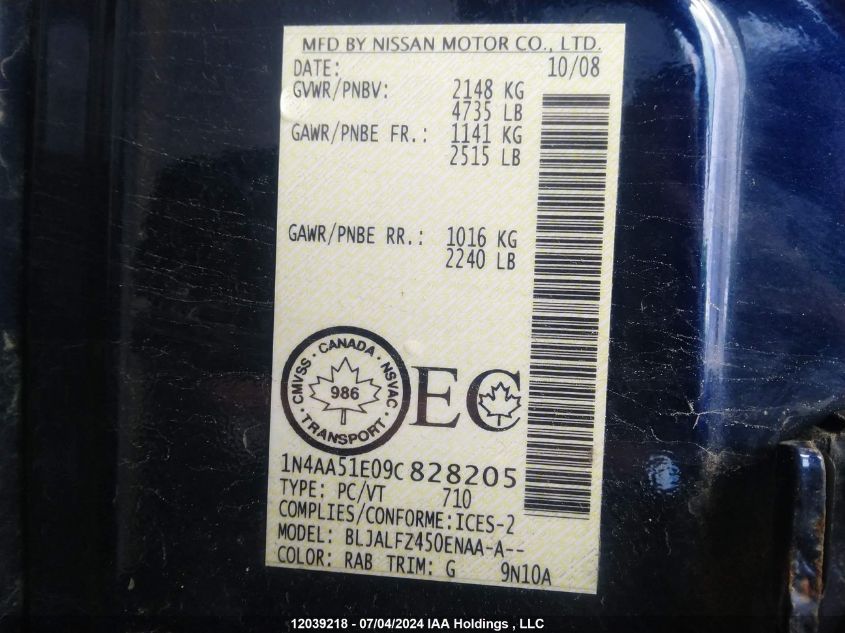 MFD BY NISSAN MOTOR CO., LTD.
DATE: 10/08
GVWR/PNBV: 2148 KG
4735 LB
GAWR/PNBE FR.: 1141 KG
2515 LB
GAWR/PNBE RR.: 1016 KG
2240 LB
CMVSS · CANADA · NSVAC · TRANSPORT ·
986
EC
1N4AA51E09C828205
TYPE: PC/VT 710
COMPLIES/CONFORME:ICES-2
MODEL: BLJALFZ450ENAA-A--
COLOR: RAB TRIM: G 9N10A
12039218 - 07/04/2024 IAA Holdings , LLC